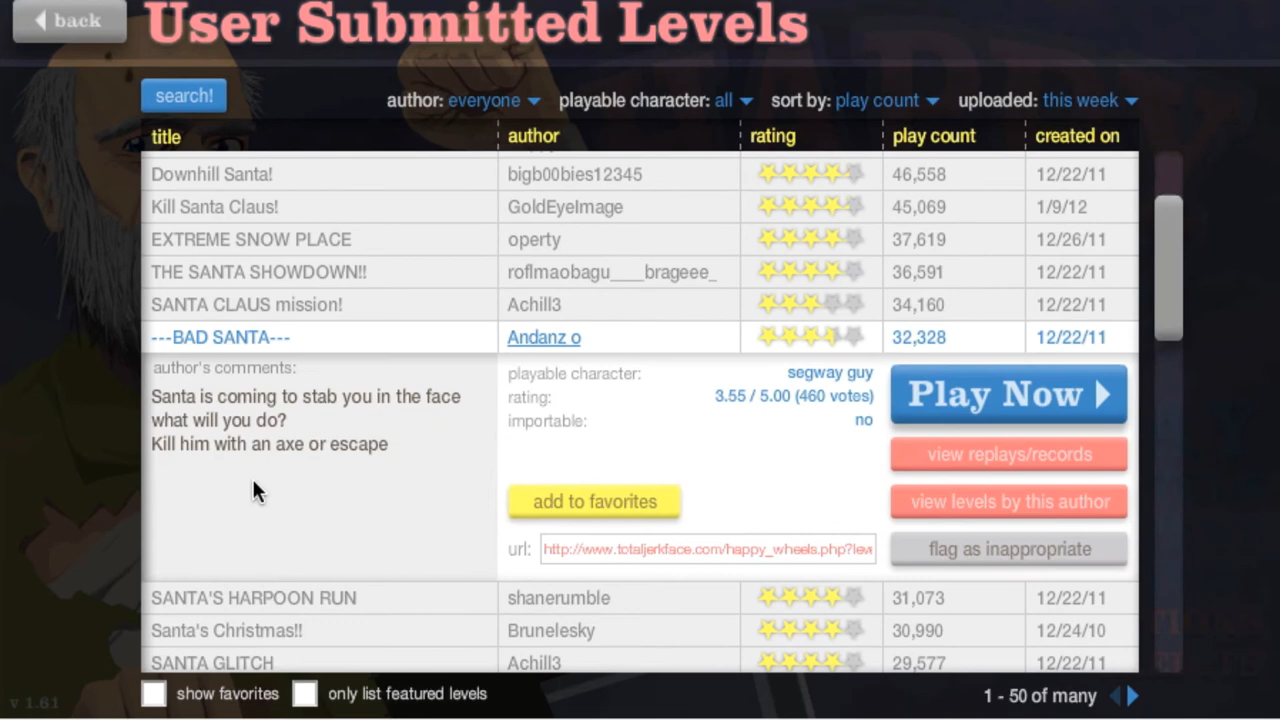 back
User Submitted Levels
search!
author: everyone playable character: all sort by: play count uploaded: this week
title author rating play count created on
Downhill Santa! bigb00bies12345 46,558 12/22/11
Kill Santa Claus! GoldEyeImage 45,069 1/9/12
EXTREME SNOW PLACE operty 37,619 12/26/11
THE SANTA SHOWDOWN!! roflmaobagu____brageee_ 36,591 12/22/11
SANTA CLAUS mission! Achill3 34,160 12/22/11
---BAD SANTA--- Andanz o 32,328 12/22/11
author's comments:
Santa is coming to stab you in the face
what will you do?
Kill him with an axe or escape
playable character: segway guy
rating: 3.55 / 5.00 (460 votes)
importable: no
add to favorites
url: http://www.totaljerkface.com/happy_wheels.php?lev
Play Now
view replays/records
view levels by this author
flag as inappropriate
SANTA'S HARPOON RUN shanerumble 31,073 12/22/11
Santa's Christmas!! Brunelesky 30,990 12/24/10
SANTA GLITCH Achill3 29,577 12/22/11
show favorites only list featured levels 1 - 50 of many
v 1.61